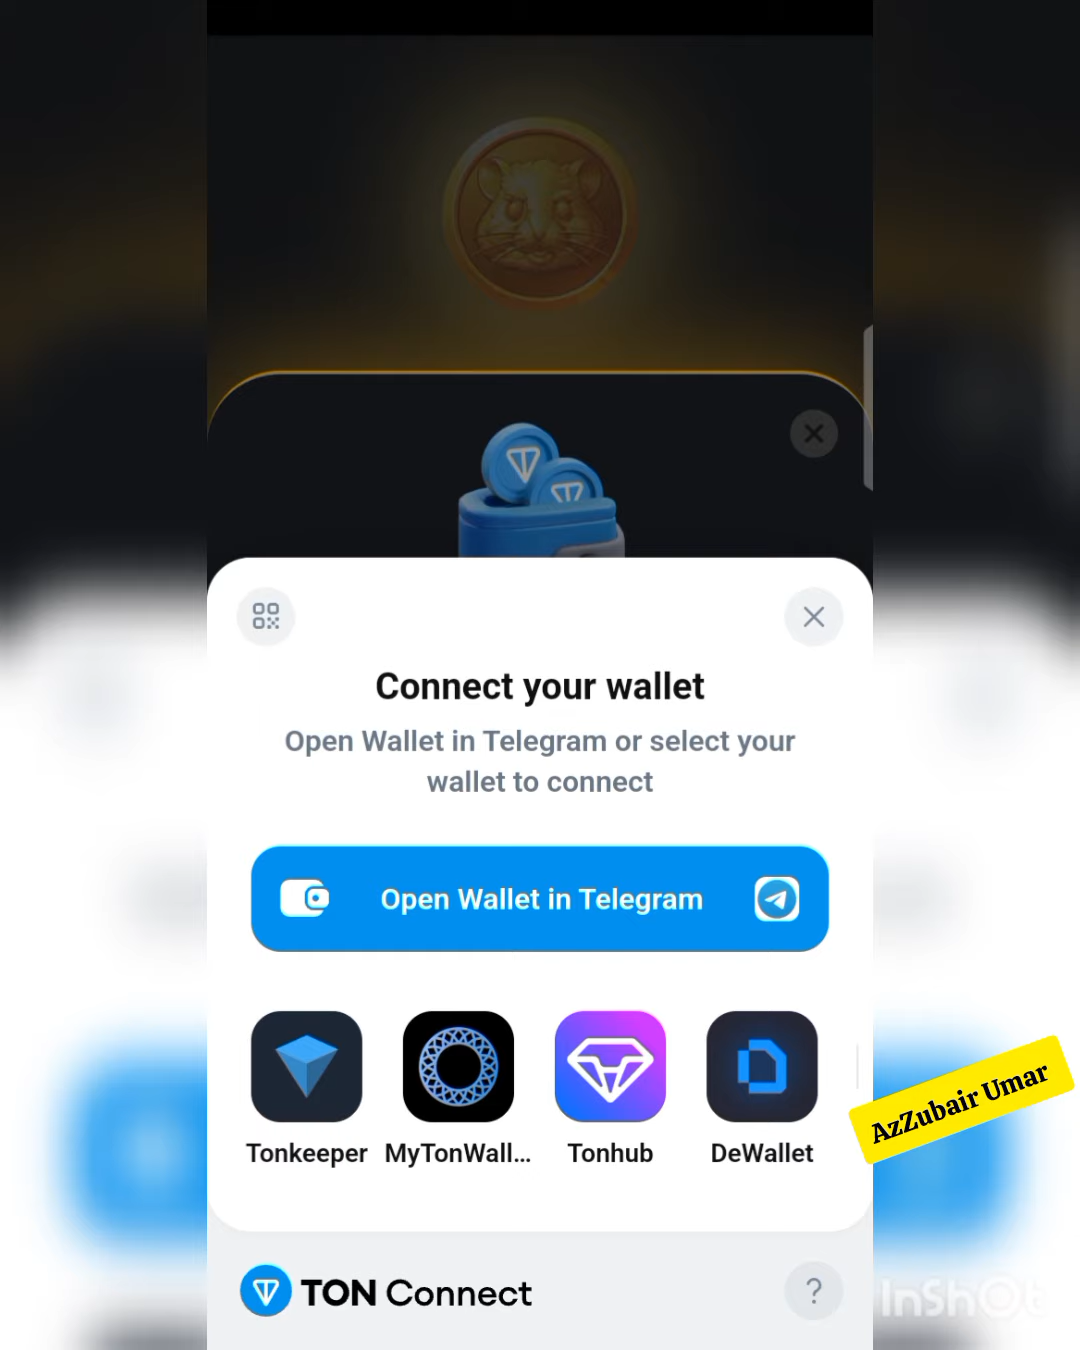 Connect your wallet
Open Wallet in Telegram or select your
wallet to connect
Open Wallet in Telegram
Tonkeeper
MyTonWall...
Tonhub
DeWallet
AzZubair Umar
TON Connect
?
InShOt